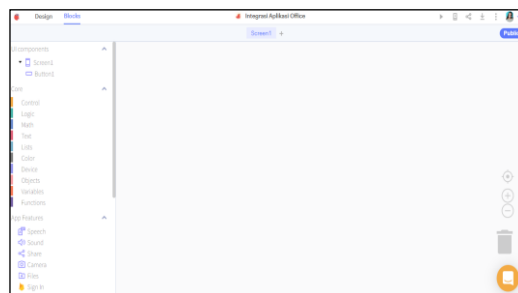 Design Blocks Integrasi Aplikasi Office
Screen1 +
Publis
UI components
Screen1
Button1
Core
Control
Logic
Math
Text
Lists
Color
Device
Objects
Variables
Functions
App Features
Speech
Sound
Share
Camera
Files
Sign In